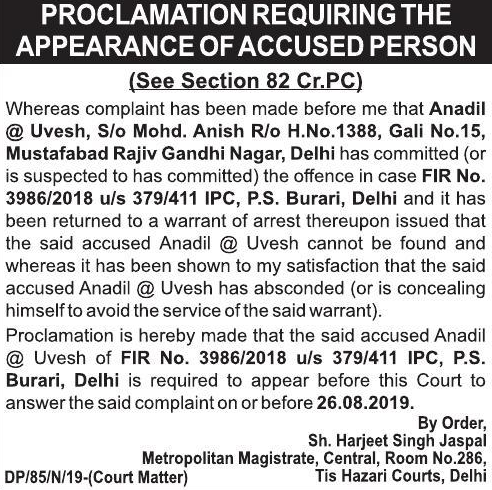 PROCLAMATION REQUIRING THE
APPEARANCE OF ACCUSED PERSON
(See Section 82 Cr.PC)
Whereas complaint has been made before me that Anadil
@ Uvesh, S/o Mohd. Anish R/o H.No.1388, Gali No.15,
Mustafabad Rajiv Gandhi Nagar, Delhi has committed (or
is suspected to has committed) the offence in case FIR No.
3986/2018 u/s 379/411 IPC, P.S. Burari, Delhi and it has
been returned to a warrant of arrest thereupon issued that
the said accused Anadil @ Uvesh cannot be found and
whereas it has been shown to my satisfaction that the said
accused Anadil @ Uvesh has absconded (or is concealing
himself to avoid the service of the said warrant).
Proclamation is hereby made that the said accused Anadil
@ Uvesh of FIR No. 3986/2018 u/s 379/411 IPC, P.S.
Burari, Delhi is required to appear before this Court to
answer the said complaint on or before 26.08.2019.
By Order,
Sh. Harjeet Singh Jaspal
Metropolitan Magistrate, Central, Room No.286,
DP/85/N/19-(Court Matter) Tis Hazari Courts, Delhi